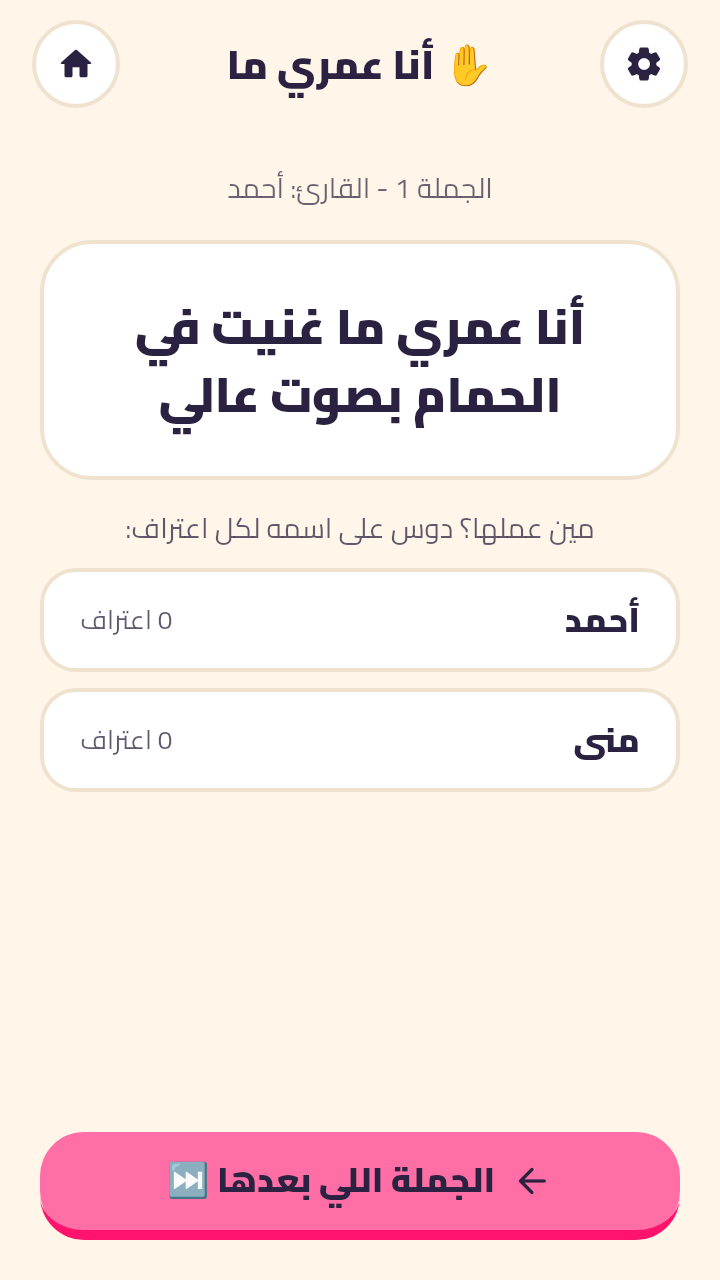 ✋ أنا عمري ما
الجملة 1 - القارئ: أحمد
أنا عمري ما غنيت في
الحمام بصوت عالي
مين عملها؟ دوس على اسمه لكل اعتراف:
أحمد
0 اعتراف
منى
0 اعتراف
الجملة اللي بعدها ⏭️